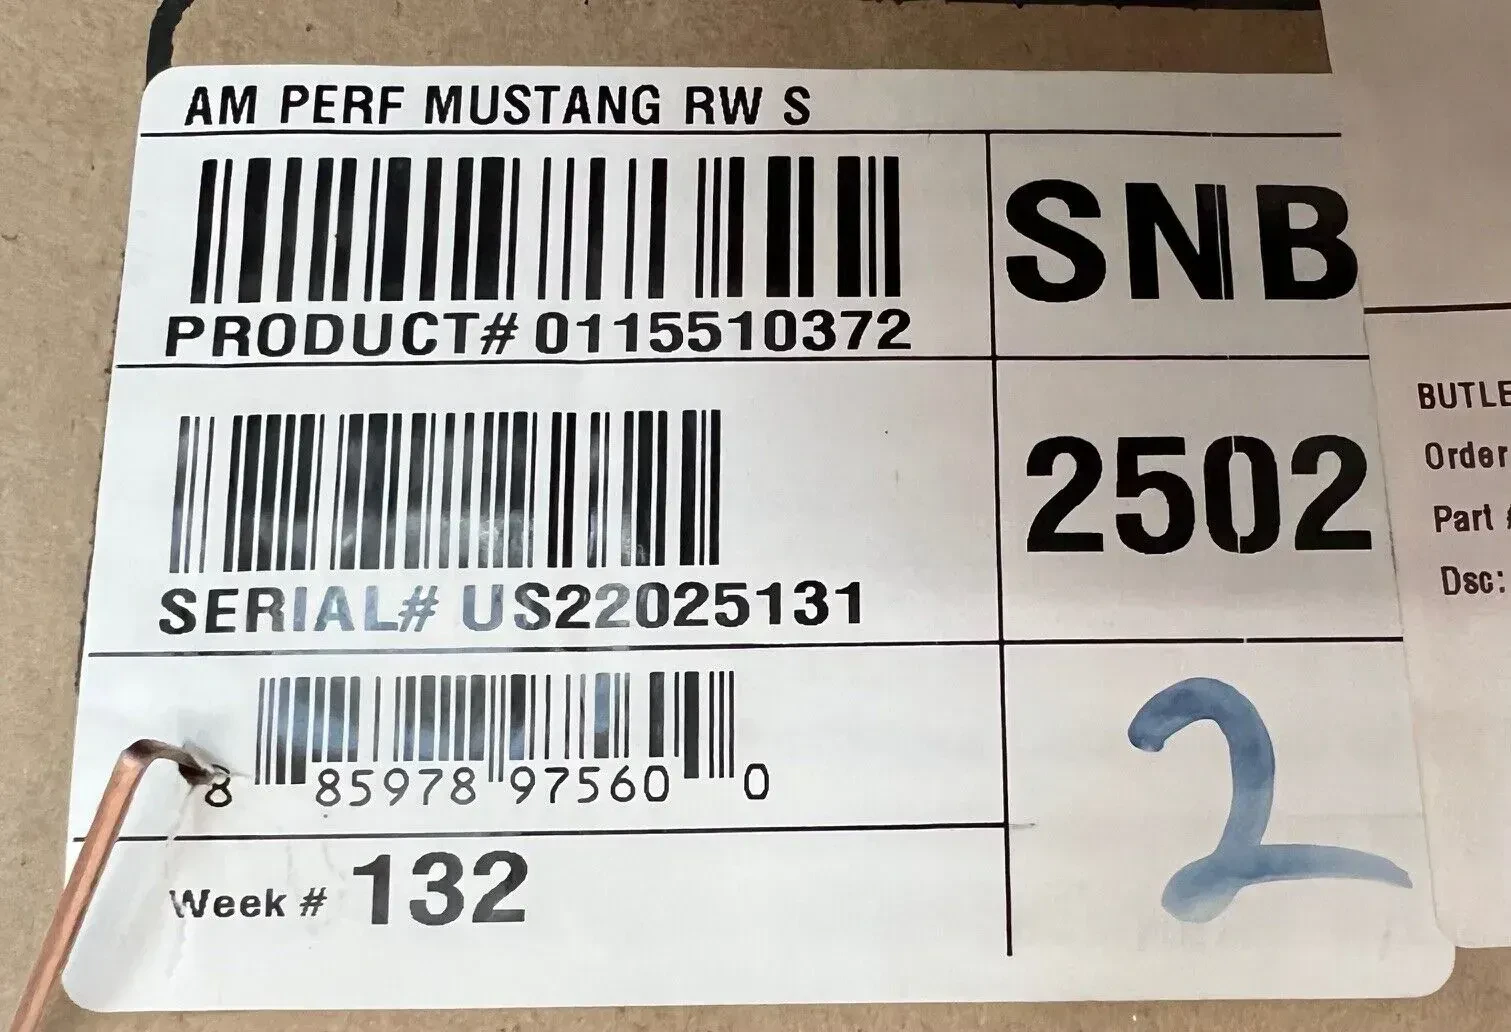 AM PERF MUSTANG RW S
PRODUCT# 0115510372
SNB
SERIAL# US22025131
2502
8 85978 97560 0
2
Week # 132
Order
Part
Dsc: